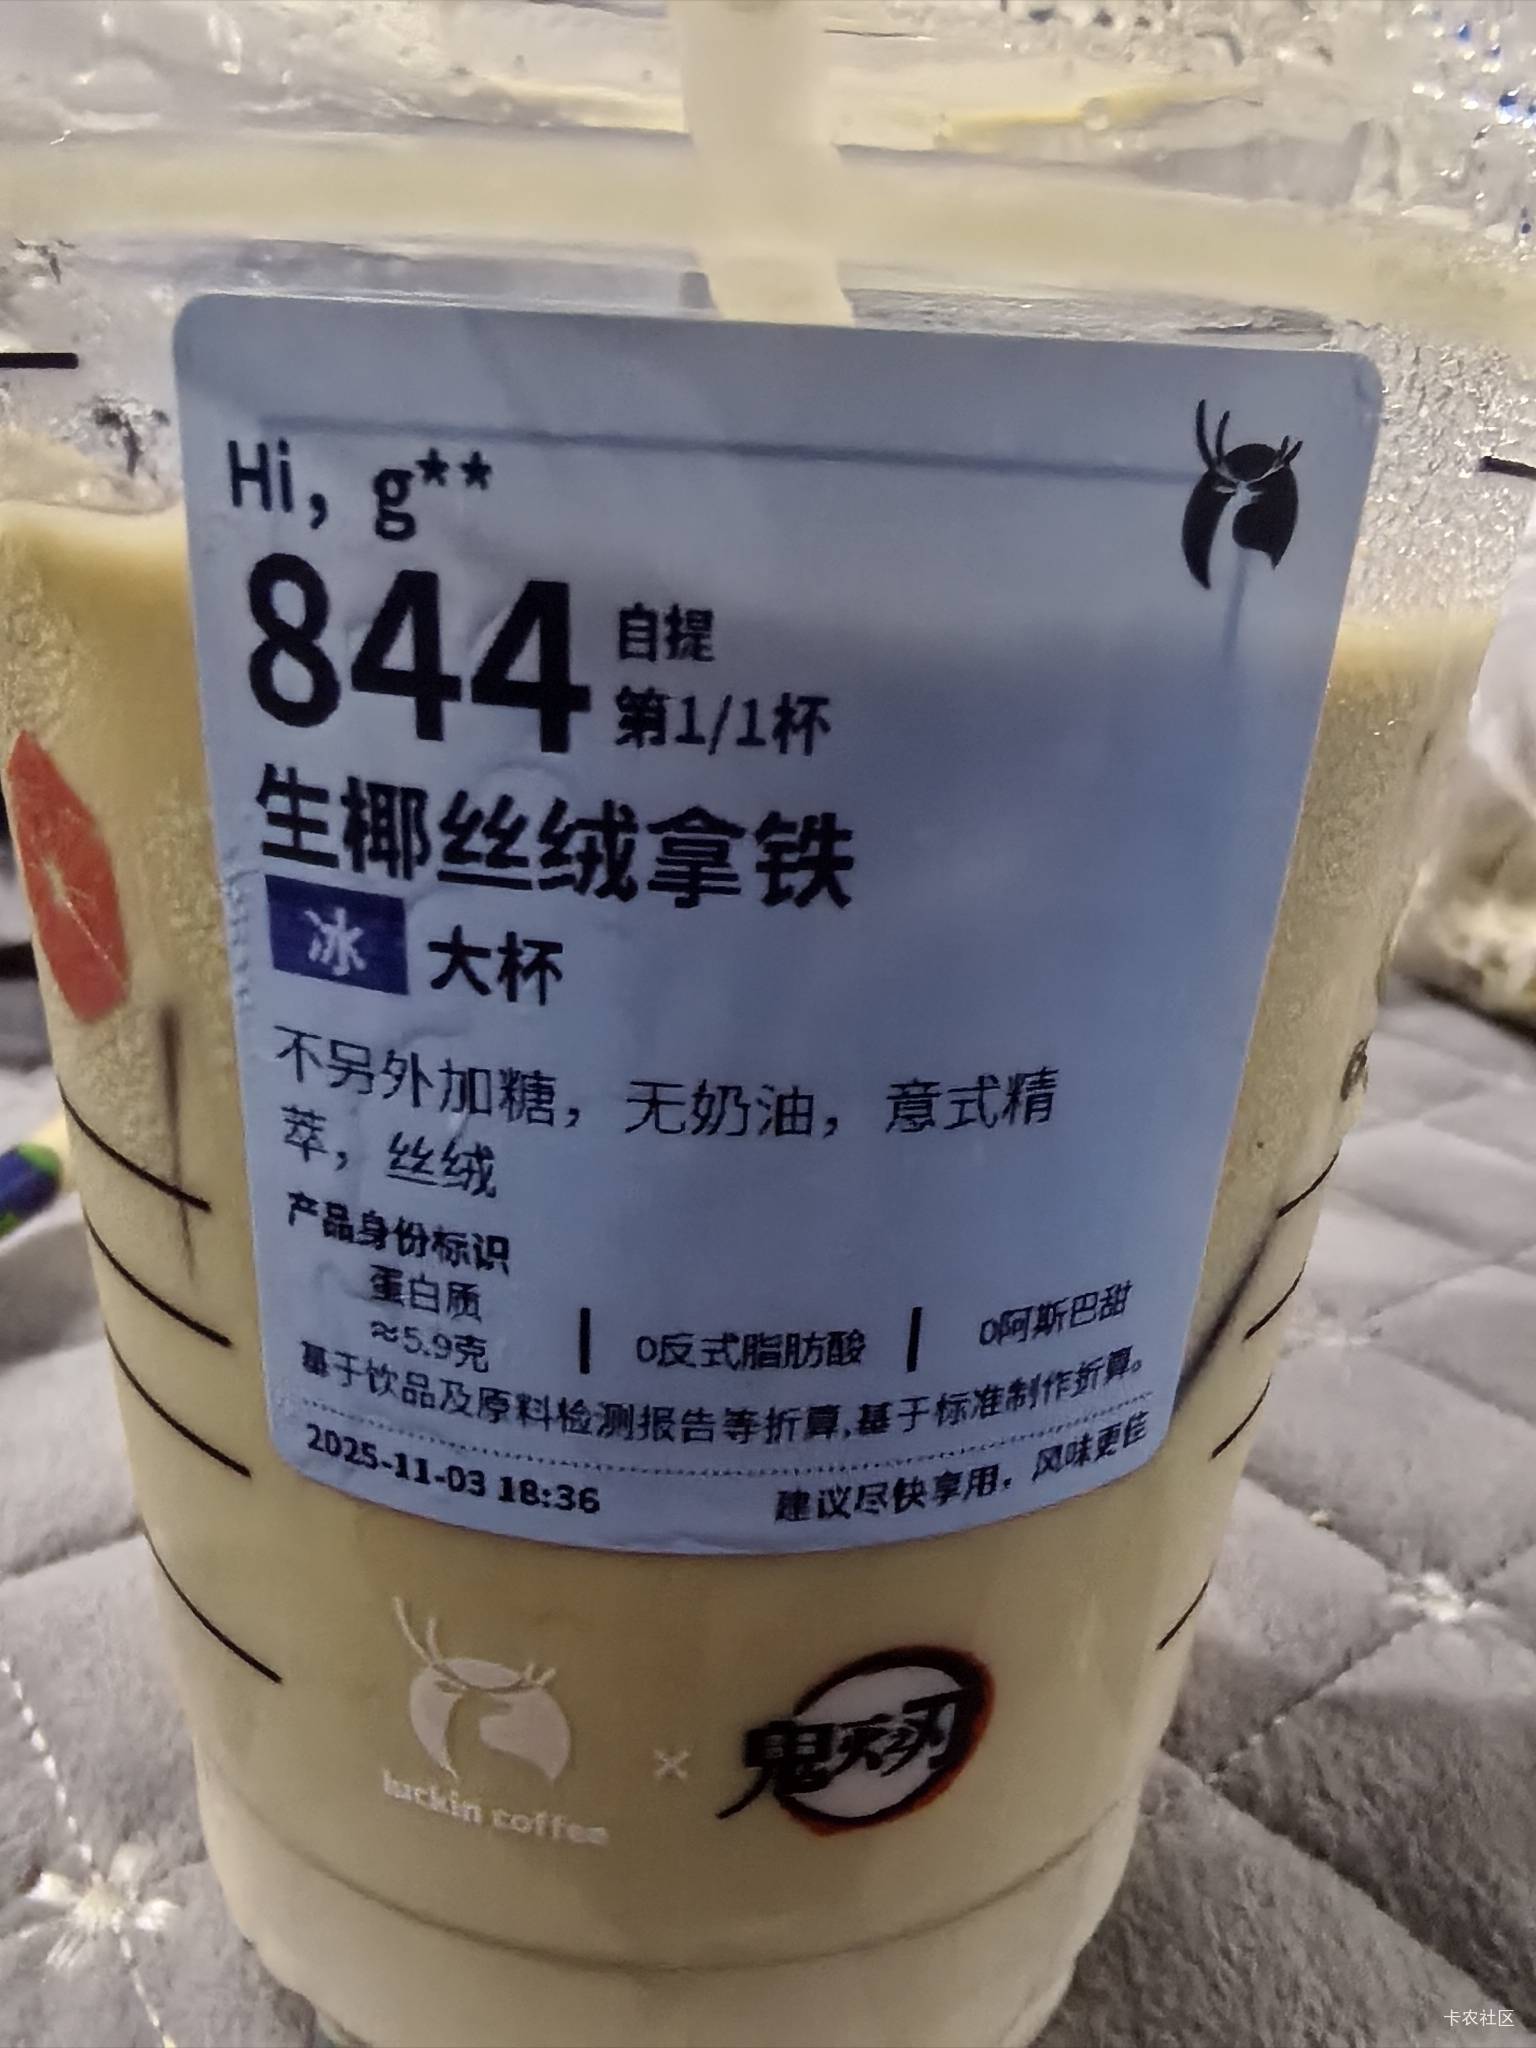 Hi, g**
844
自提
第1/1杯
生椰丝绒拿铁
冰 大杯
不另外加糖，无奶油，意式精
萃，丝绒
产品身份标识
蛋白质
≈5.9克
0反式脂肪酸
0阿斯巴甜
基于饮品及原料检测报告等折算,基于标准制作折算。
2025-11-03 18:36
建议尽快享用，风味更佳
luckin coffee
×
鬼灭之刃
卡农社区